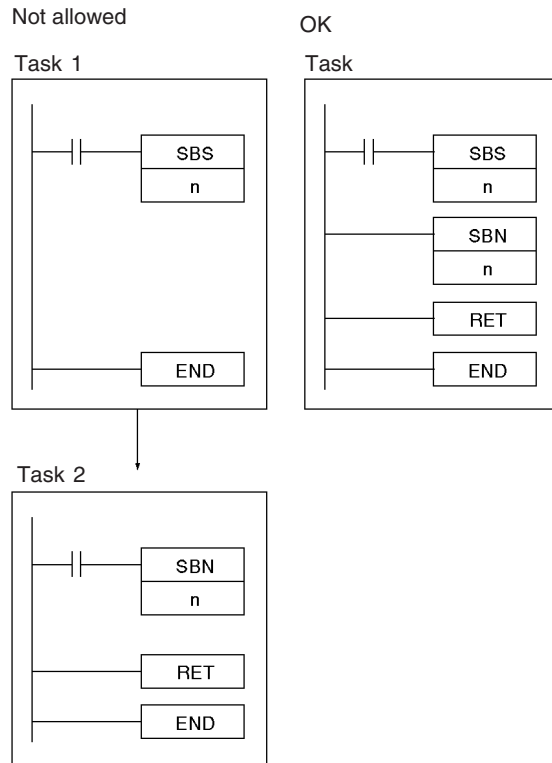 Not allowed
Task 1
SBS
n
END
Task 2
SBN
n
RET
END
OK
Task
SBS
n
SBN
n
RET
END